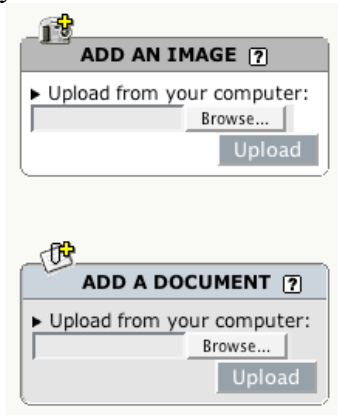 ADD AN IMAGE ?
▸ Upload from your computer:
Browse...
Upload
ADD A DOCUMENT ?
▸ Upload from your computer:
Browse...
Upload